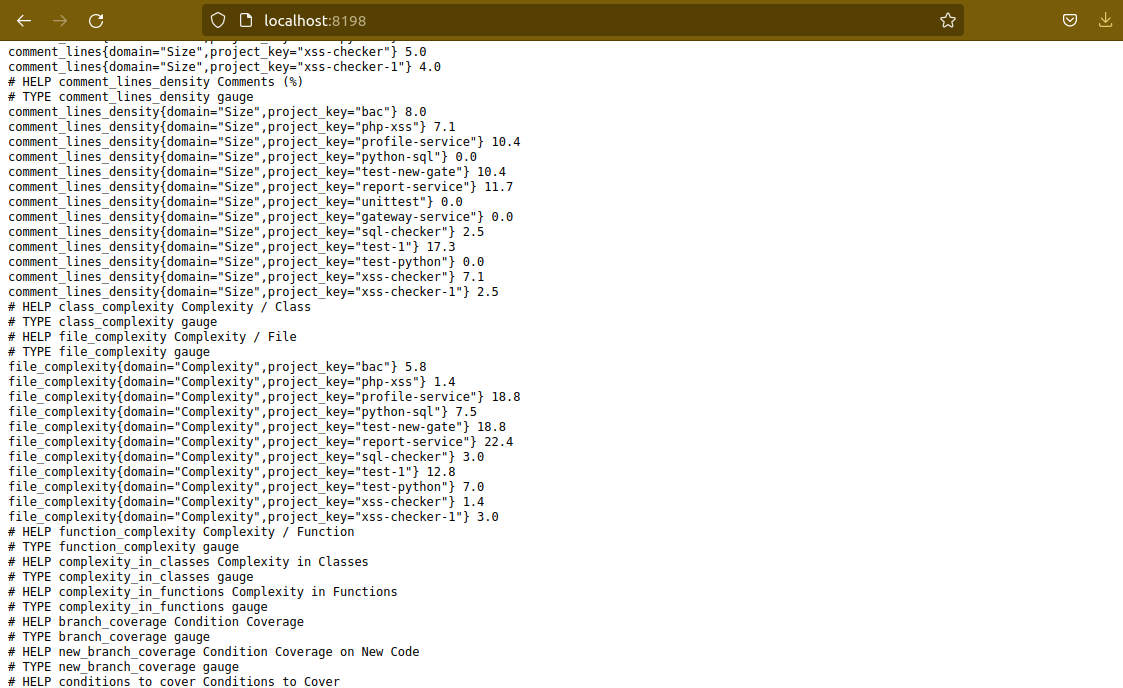 localhost:8198
comment_lines{domain="Size",project_key="xss-checker"} 5.0
comment_lines{domain="Size",project_key="xss-checker-1"} 4.0
# HELP comment_lines_density Comments (%)
# TYPE comment_lines_density gauge
comment_lines_density{domain="Size",project_key="bac"} 8.0
comment_lines_density{domain="Size",project_key="php-xss"} 7.1
comment_lines_density{domain="Size",project_key="profile-service"} 10.4
comment_lines_density{domain="Size",project_key="python-sql"} 0.0
comment_lines_density{domain="Size",project_key="test-new-gate"} 10.4
comment_lines_density{domain="Size",project_key="report-service"} 11.7
comment_lines_density{domain="Size",project_key="unittest"} 0.0
comment_lines_density{domain="Size",project_key="gateway-service"} 0.0
comment_lines_density{domain="Size",project_key="sql-checker"} 2.5
comment_lines_density{domain="Size",project_key="test-1"} 17.3
comment_lines_density{domain="Size",project_key="test-python"} 0.0
comment_lines_density{domain="Size",project_key="xss-checker"} 7.1
comment_lines_density{domain="Size",project_key="xss-checker-1"} 2.5
# HELP class_complexity Complexity / Class
# TYPE class_complexity gauge
# HELP file_complexity Complexity / File
# TYPE file_complexity gauge
file_complexity{domain="Complexity",project_key="bac"} 5.8
file_complexity{domain="Complexity",project_key="php-xss"} 1.4
file_complexity{domain="Complexity",project_key="profile-service"} 18.8
file_complexity{domain="Complexity",project_key="python-sql"} 7.5
file_complexity{domain="Complexity",project_key="test-new-gate"} 18.8
file_complexity{domain="Complexity",project_key="report-service"} 22.4
file_complexity{domain="Complexity",project_key="sql-checker"} 3.0
file_complexity{domain="Complexity",project_key="test-1"} 12.8
file_complexity{domain="Complexity",project_key="test-python"} 7.0
file_complexity{domain="Complexity",project_key="xss-checker"} 1.4
file_complexity{domain="Complexity",project_key="xss-checker-1"} 3.0
# HELP function_complexity Complexity / Function
# TYPE function_complexity gauge
# HELP complexity_in_classes Complexity in Classes
# TYPE complexity_in_classes gauge
# HELP complexity_in_functions Complexity in Functions
# TYPE complexity_in_functions gauge
# HELP branch_coverage Condition Coverage
# TYPE branch_coverage gauge
# HELP new_branch_coverage Condition Coverage on New Code
# TYPE new_branch_coverage gauge
# HELP conditions_to_cover Conditions to Cover